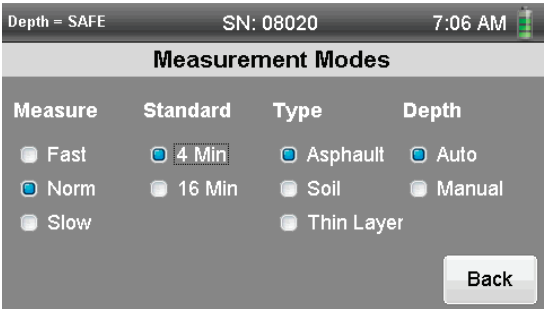 Depth = SAFE SN: 08020 7:06 AM
Measurement Modes
Measure Standard Type Depth
Fast 4 Min Asphault Auto
Norm 16 Min Soil Manual
Slow Thin Layer
Back